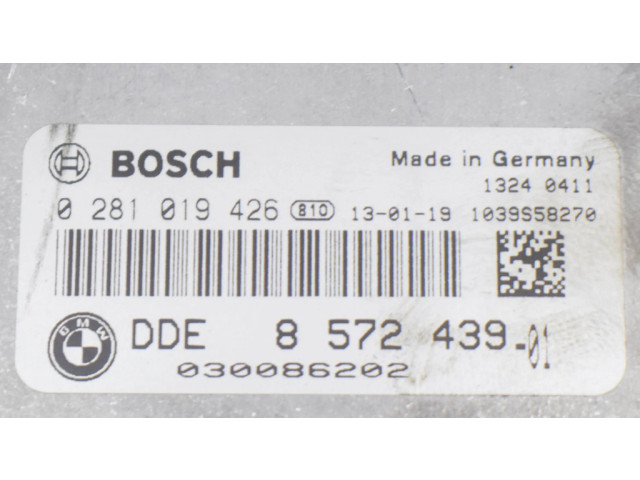 BOSCH Made in Germany
1324 0411
0 281 019 426 810 13-01-19 1039S58270
BMW DDE 8 572 439-01
030086202